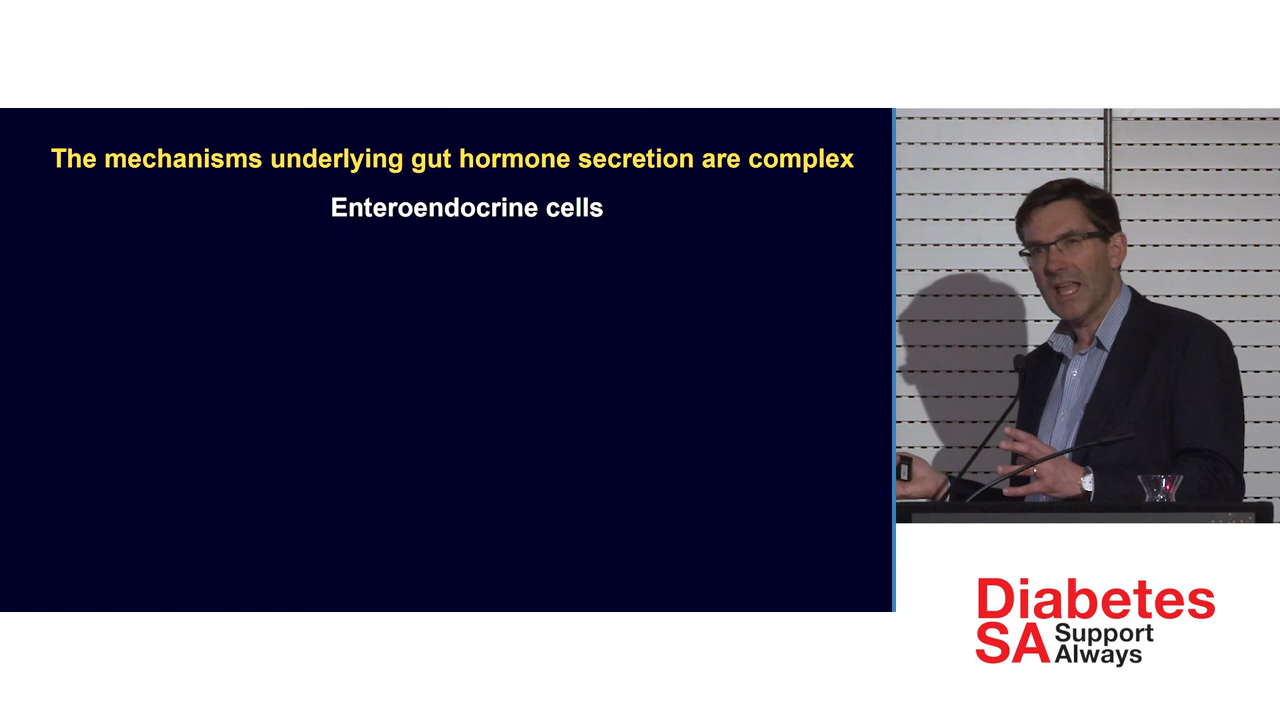 The mechanisms underlying gut hormone secretion are complex
Enteroendocrine cells
Diabetes
SA Support
Always